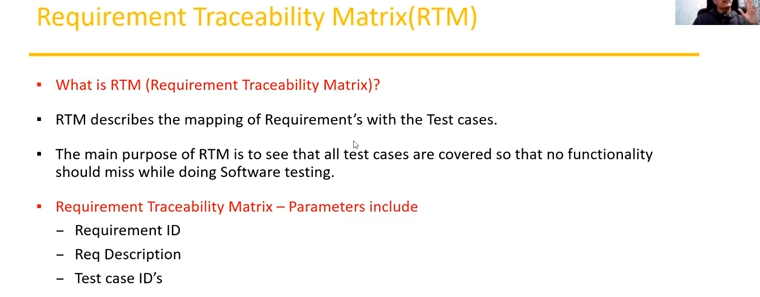 Requirement Traceability Matrix(RTM)
▪ What is RTM (Requirement Traceability Matrix)?
▪ RTM describes the mapping of Requirement's with the Test cases.
▪ The main purpose of RTM is to see that all test cases are covered so that no functionality
should miss while doing Software testing.
▪ Requirement Traceability Matrix – Parameters include
– Requirement ID
– Req Description
– Test case ID's